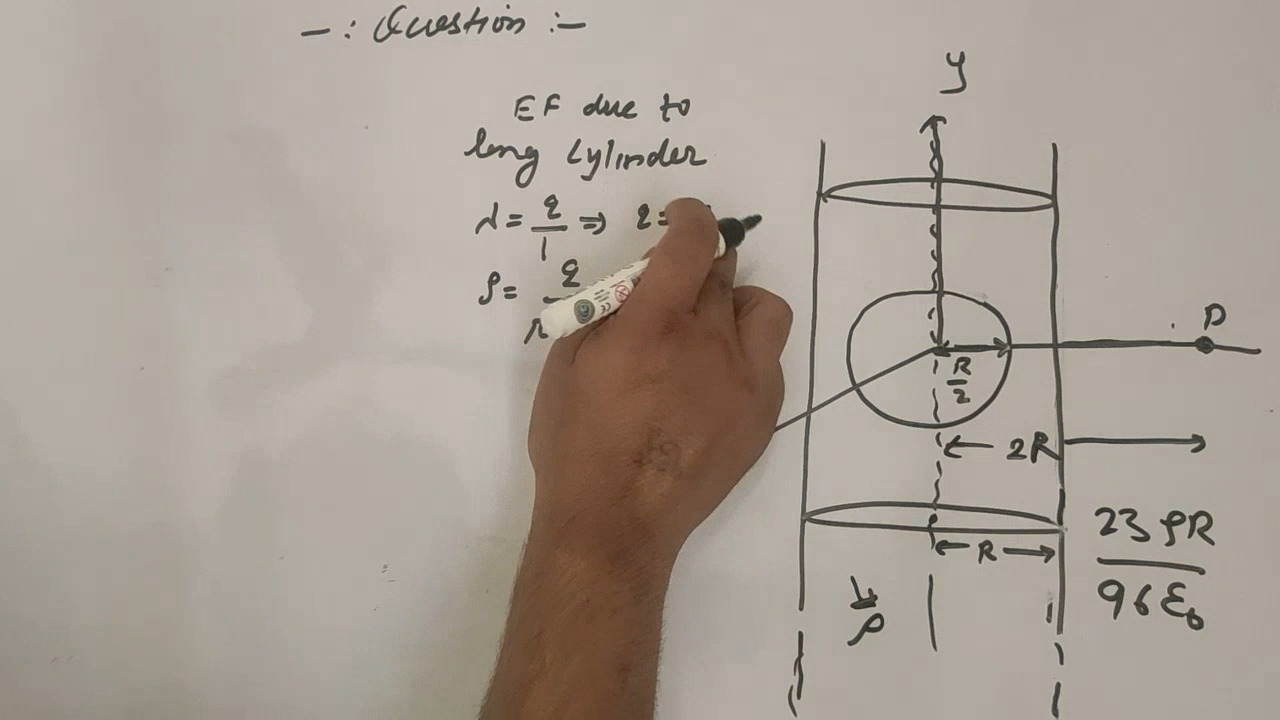 -: Question :-
EF due to
long Cylinder
λ = q/l ⇒ q =
ρ = q
y
P
R/2
2R
R
ρ
23 ρR
96 ε₀